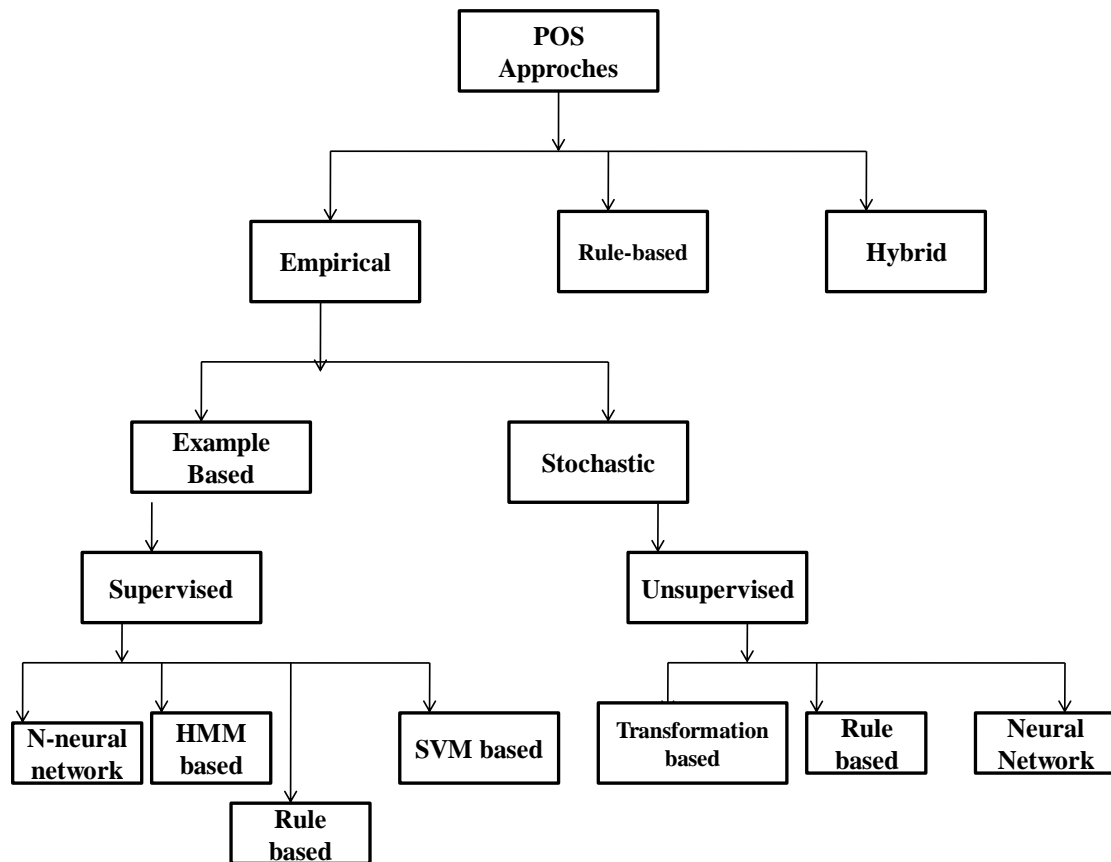 POS
Approches
Empirical
Rule-based
Hybrid
Example
Based
Stochastic
Supervised
Unsupervised
N-neural
network
HMM
based
Rule
based
SVM based
Transformation
based
Rule
based
Neural
Network